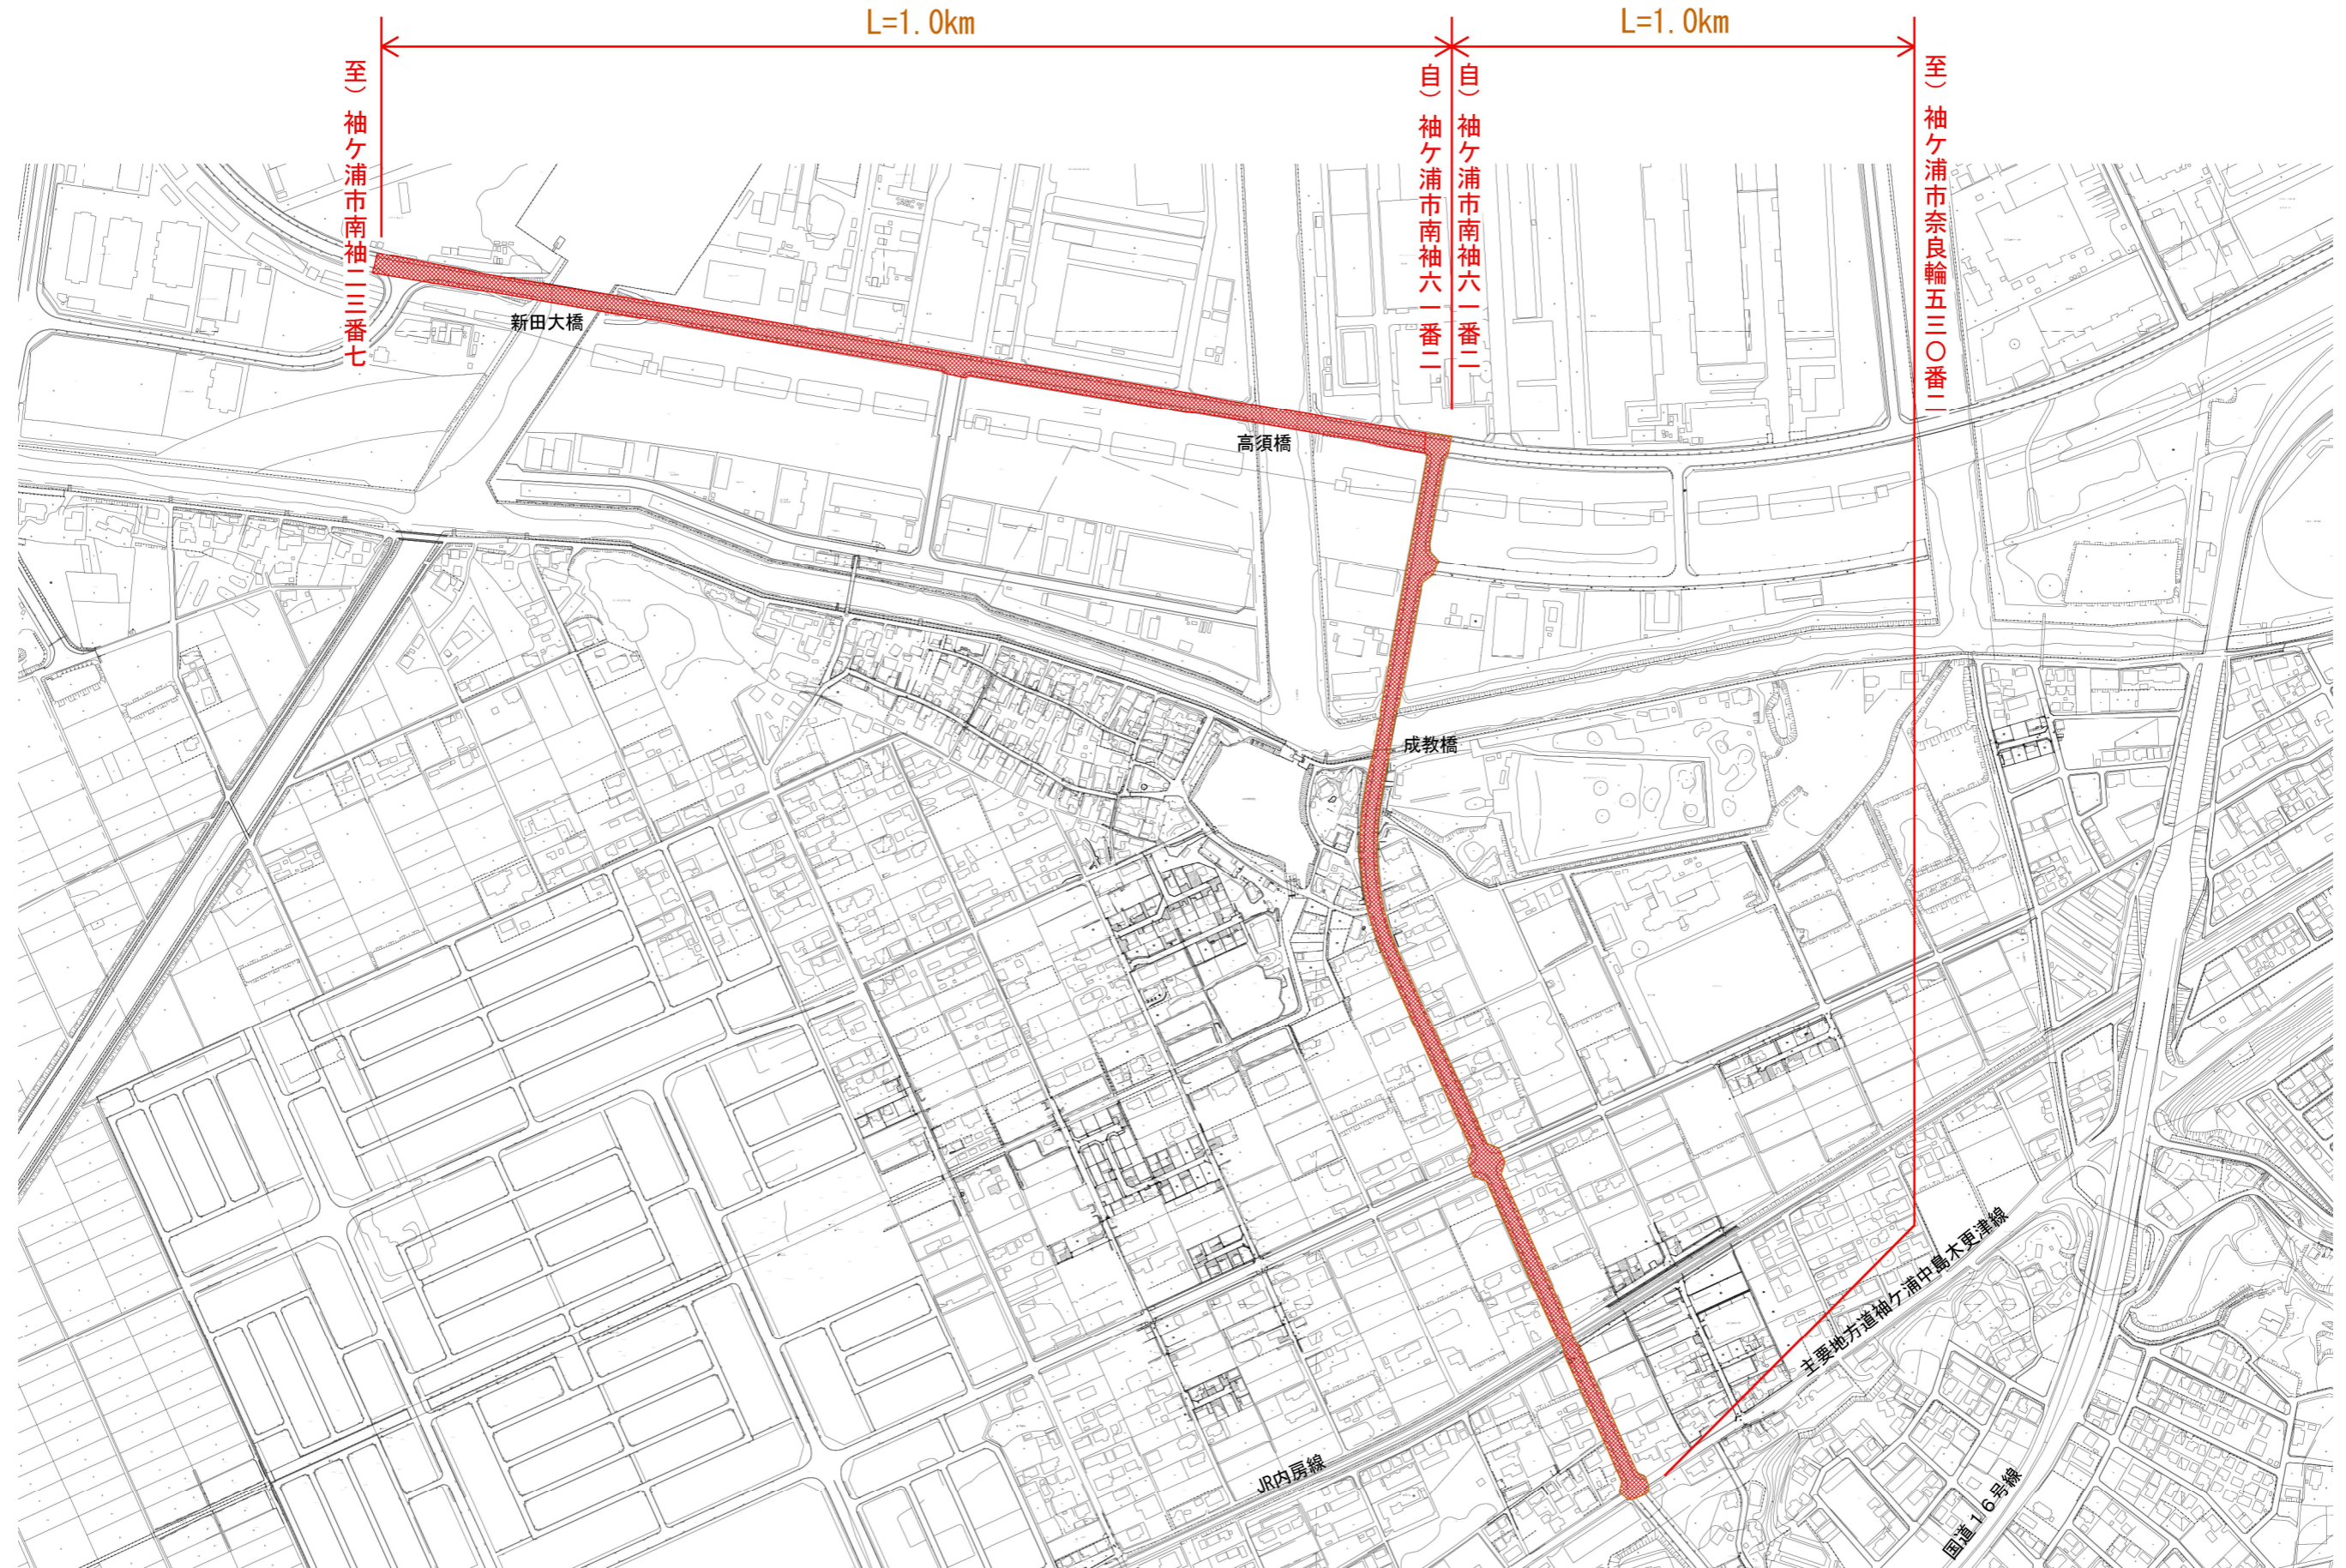 L=1.0km
L=1.0km
至）袖ケ浦市南袖二三番七
自）袖ケ浦市南袖六一番二
自）袖ケ浦市南袖六一番二
至）袖ケ浦市奈良輪五三〇番二
新田大橋
高須橋
成教橋
主要地方道袖ケ浦中島木更津線
JR内房線
国道16号線